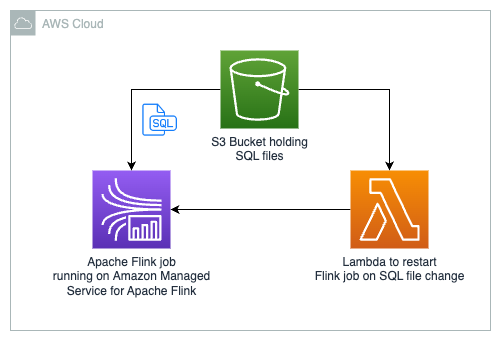 AWS Cloud
SQL
S3 Bucket holding
SQL files
Apache Flink job
running on Amazon Managed
Service for Apache Flink
Lambda to restart
Flink job on SQL file change